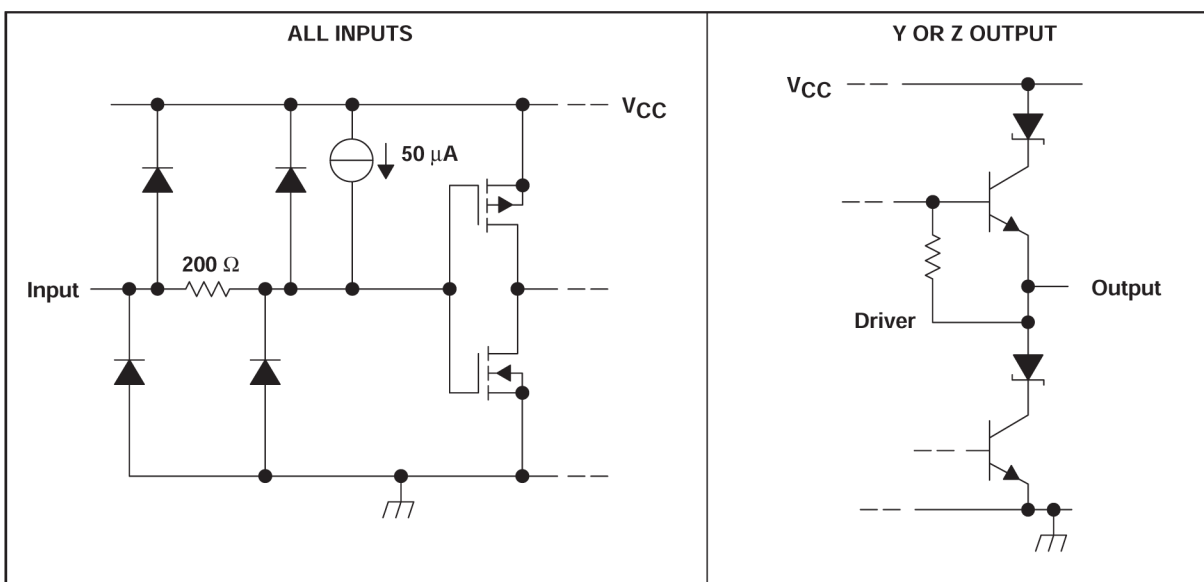 ALL INPUTS
VCC
50 μA
200 Ω
Input
Y OR Z OUTPUT
VCC
Output
Driver